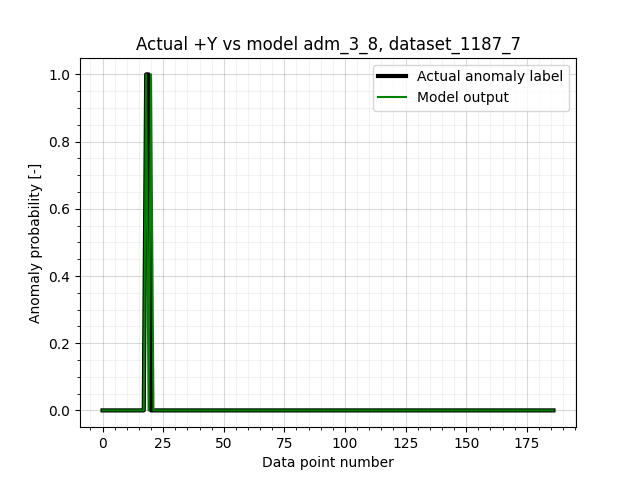 Actual +Y vs model adm_3_8, dataset_1187_7
Actual anomaly label
Model output
Anomaly probability [-]
1.0
0.8
0.6
0.4
0.2
0.0
0 25 50 75 100 125 150 175
Data point number